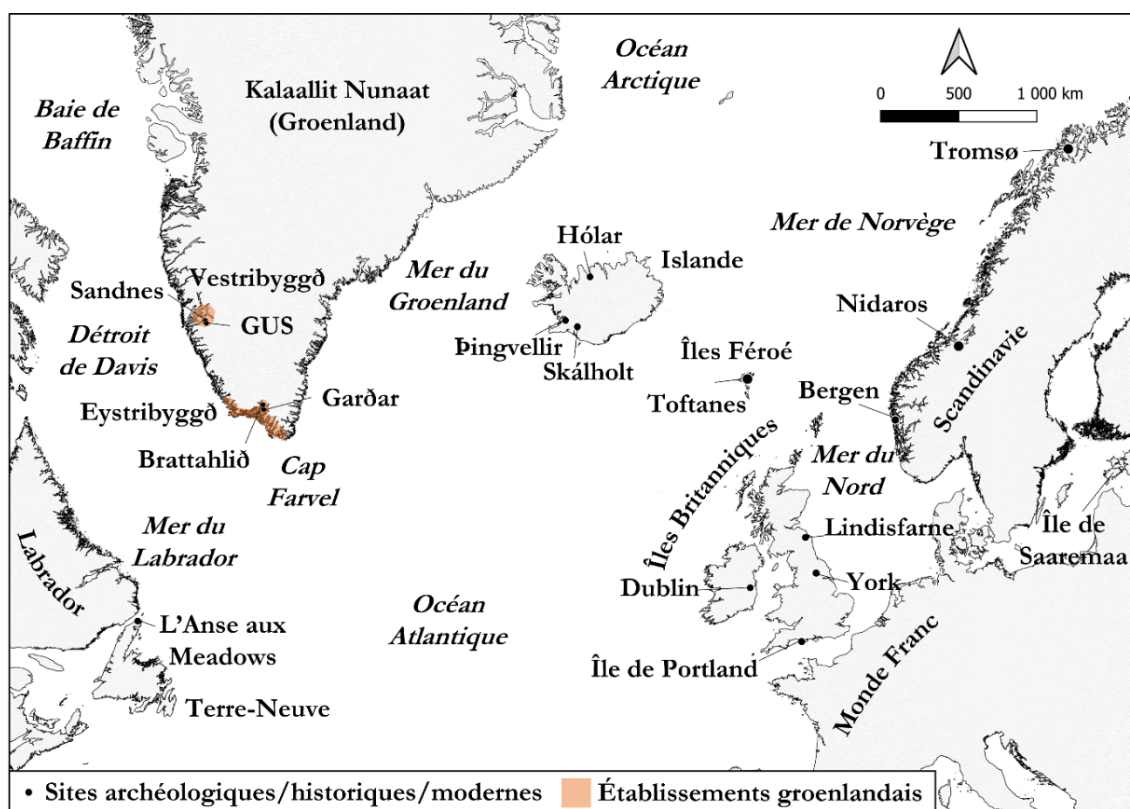 Océan
Arctique
Kalaallit Nunaat
(Groenland)
Baie de
Baffin
0 500 1 000 km
Tromsø
Mer de Norvège
Hólar
Islande
Mer du
Groenland
Vestribyggð
Sandnes
GUS
Nidaros
Détroit
de Davis
Þingvellir
Skálholt
Îles Féroé
Toftanes
Bergen
Scandinavie
Eystribyggð
Garðar
Brattahlið
Cap
Farvel
Îles Britanniques
Mer du
Nord
Mer du
Labrador
Labrador
Lindisfarne
Île de
Saaremaa
Dublin
York
Océan
Atlantique
L'Anse aux
Meadows
Île de Portland
Monde Franc
Terre-Neuve
• Sites archéologiques/historiques/modernes
Établissements groenlandais